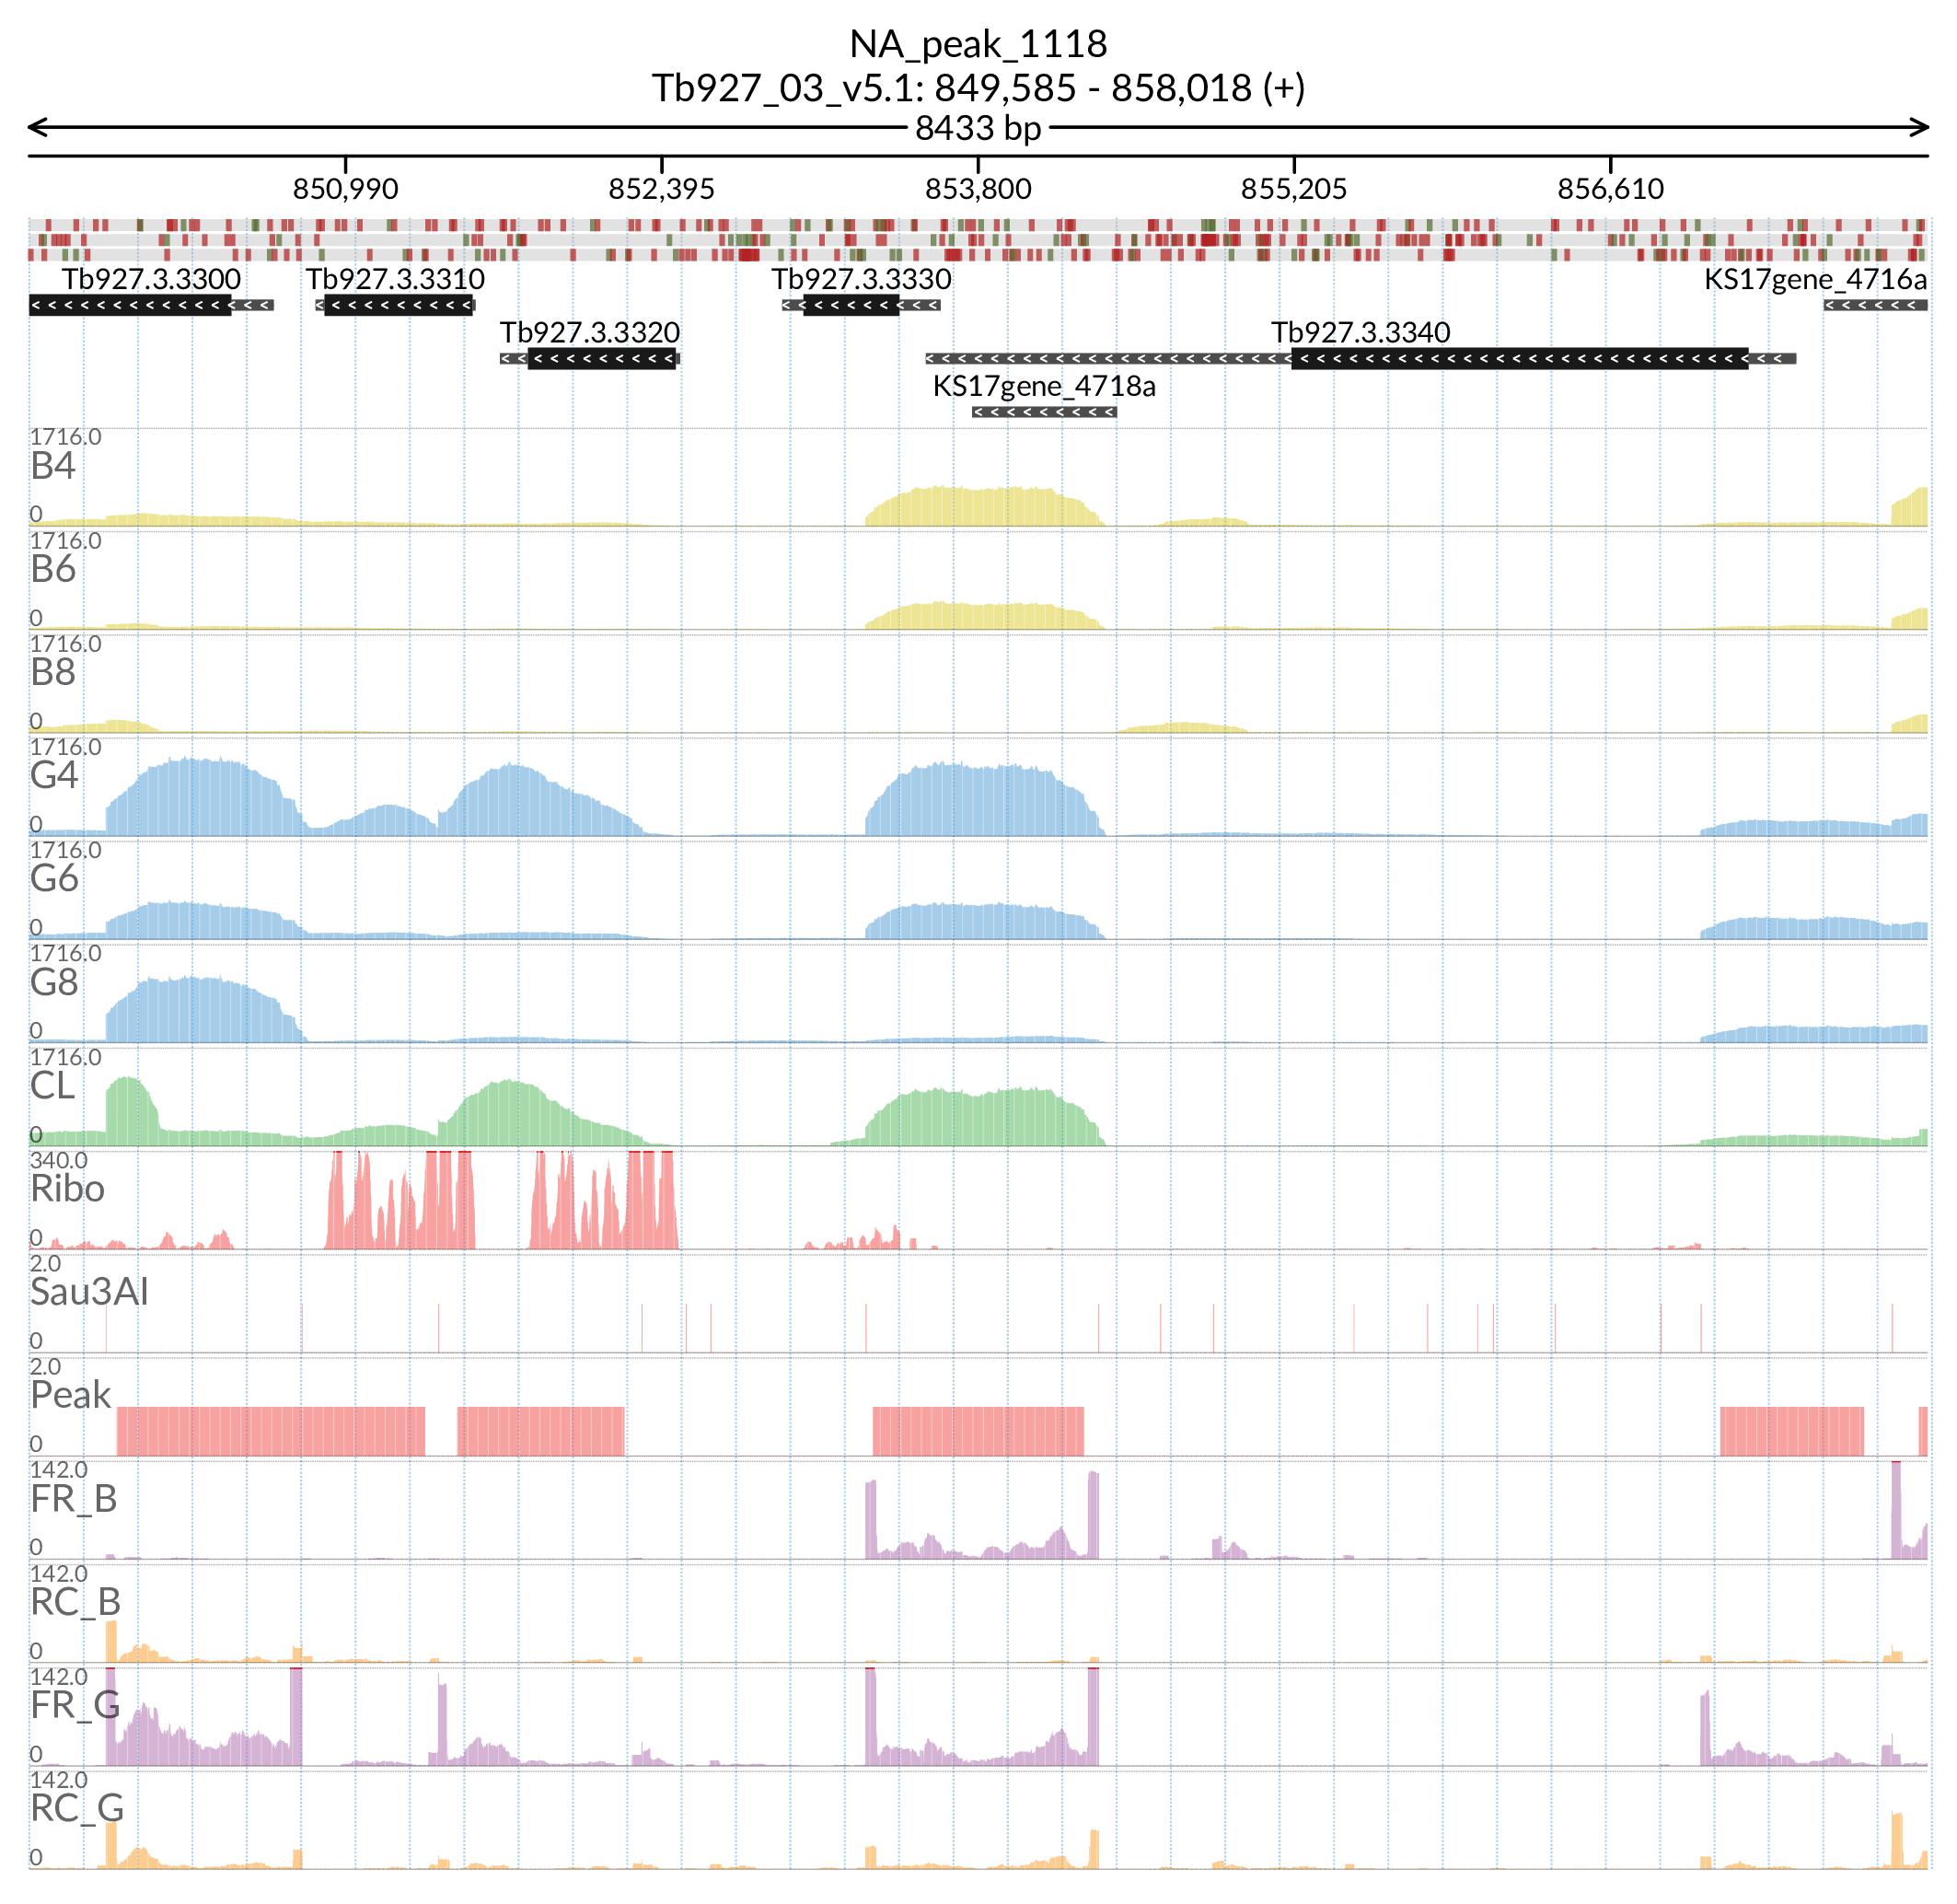 NA_peak_1118
Tb927_03_v5.1: 849,585 - 858,018 (+)
8433 bp
850,990 852,395 853,800 855,205 856,610
Tb927.3.3300 Tb927.3.3310 Tb927.3.3330 KS17gene_4716a
Tb927.3.3320 Tb927.3.3340
KS17gene_4718a
1716.0
B4
0
1716.0
B6
0
1716.0
B8
0
1716.0
G4
0
1716.0
G6
0
1716.0
G8
0
1716.0
CL
0
340.0
Ribo
0
2.0
Sau3AI
0
2.0
Peak
0
142.0
FR_B
0
142.0
RC_B
0
142.0
FR_G
0
142.0
RC_G
0